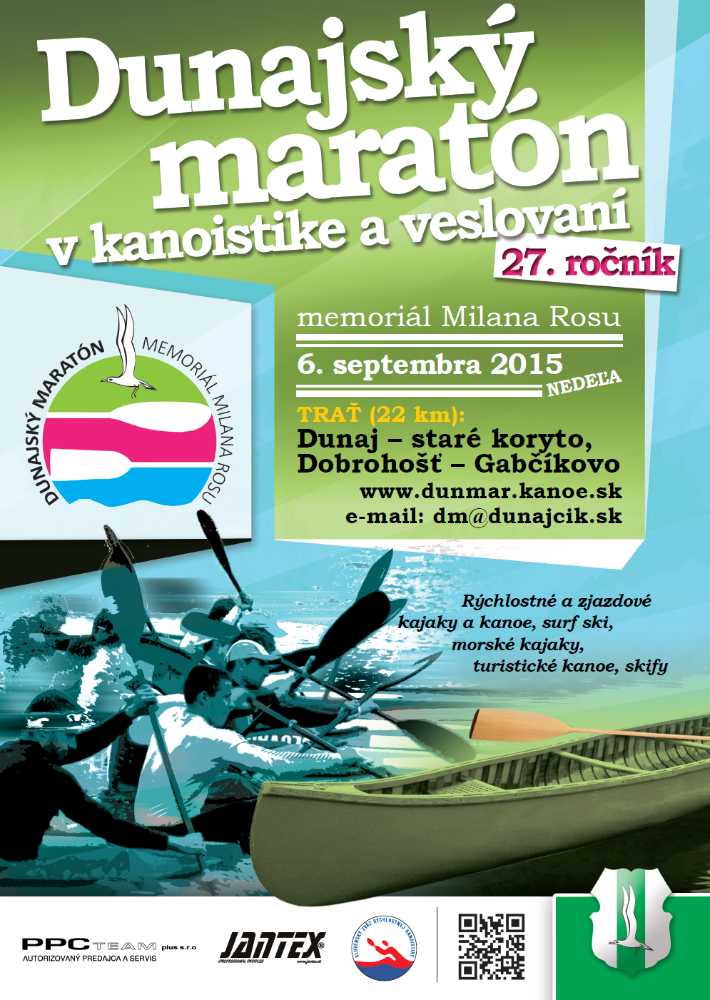 Dunajský
maratón
v kanoistike a veslovaní
27. ročník
memoriál Milana Rosu
6. septembra 2015
NEDEĽA
TRAŤ (22 km):
Dunaj – staré koryto,
Dobrohošť – Gabčíkovo
www.dunmar.kanoe.sk
e-mail: dm@dunajcik.sk
DUNAJSKÝ MARATÓN
MEMORIÁL MILANA ROSU
Rýchlostné a zjazdové
kajaky a kanoe, surf ski,
morské kajaky,
turistické kanoe, skify
PPC TEAM plus s.r.o
AUTORIZOVANÝ PREDAJCA A SERVIS
JANTEX®
PROFESSIONAL PADDLES www.jantex.sk
SLOVENSKÝ ZVÄZ RÝCHLOSTNEJ KANOISTIKY